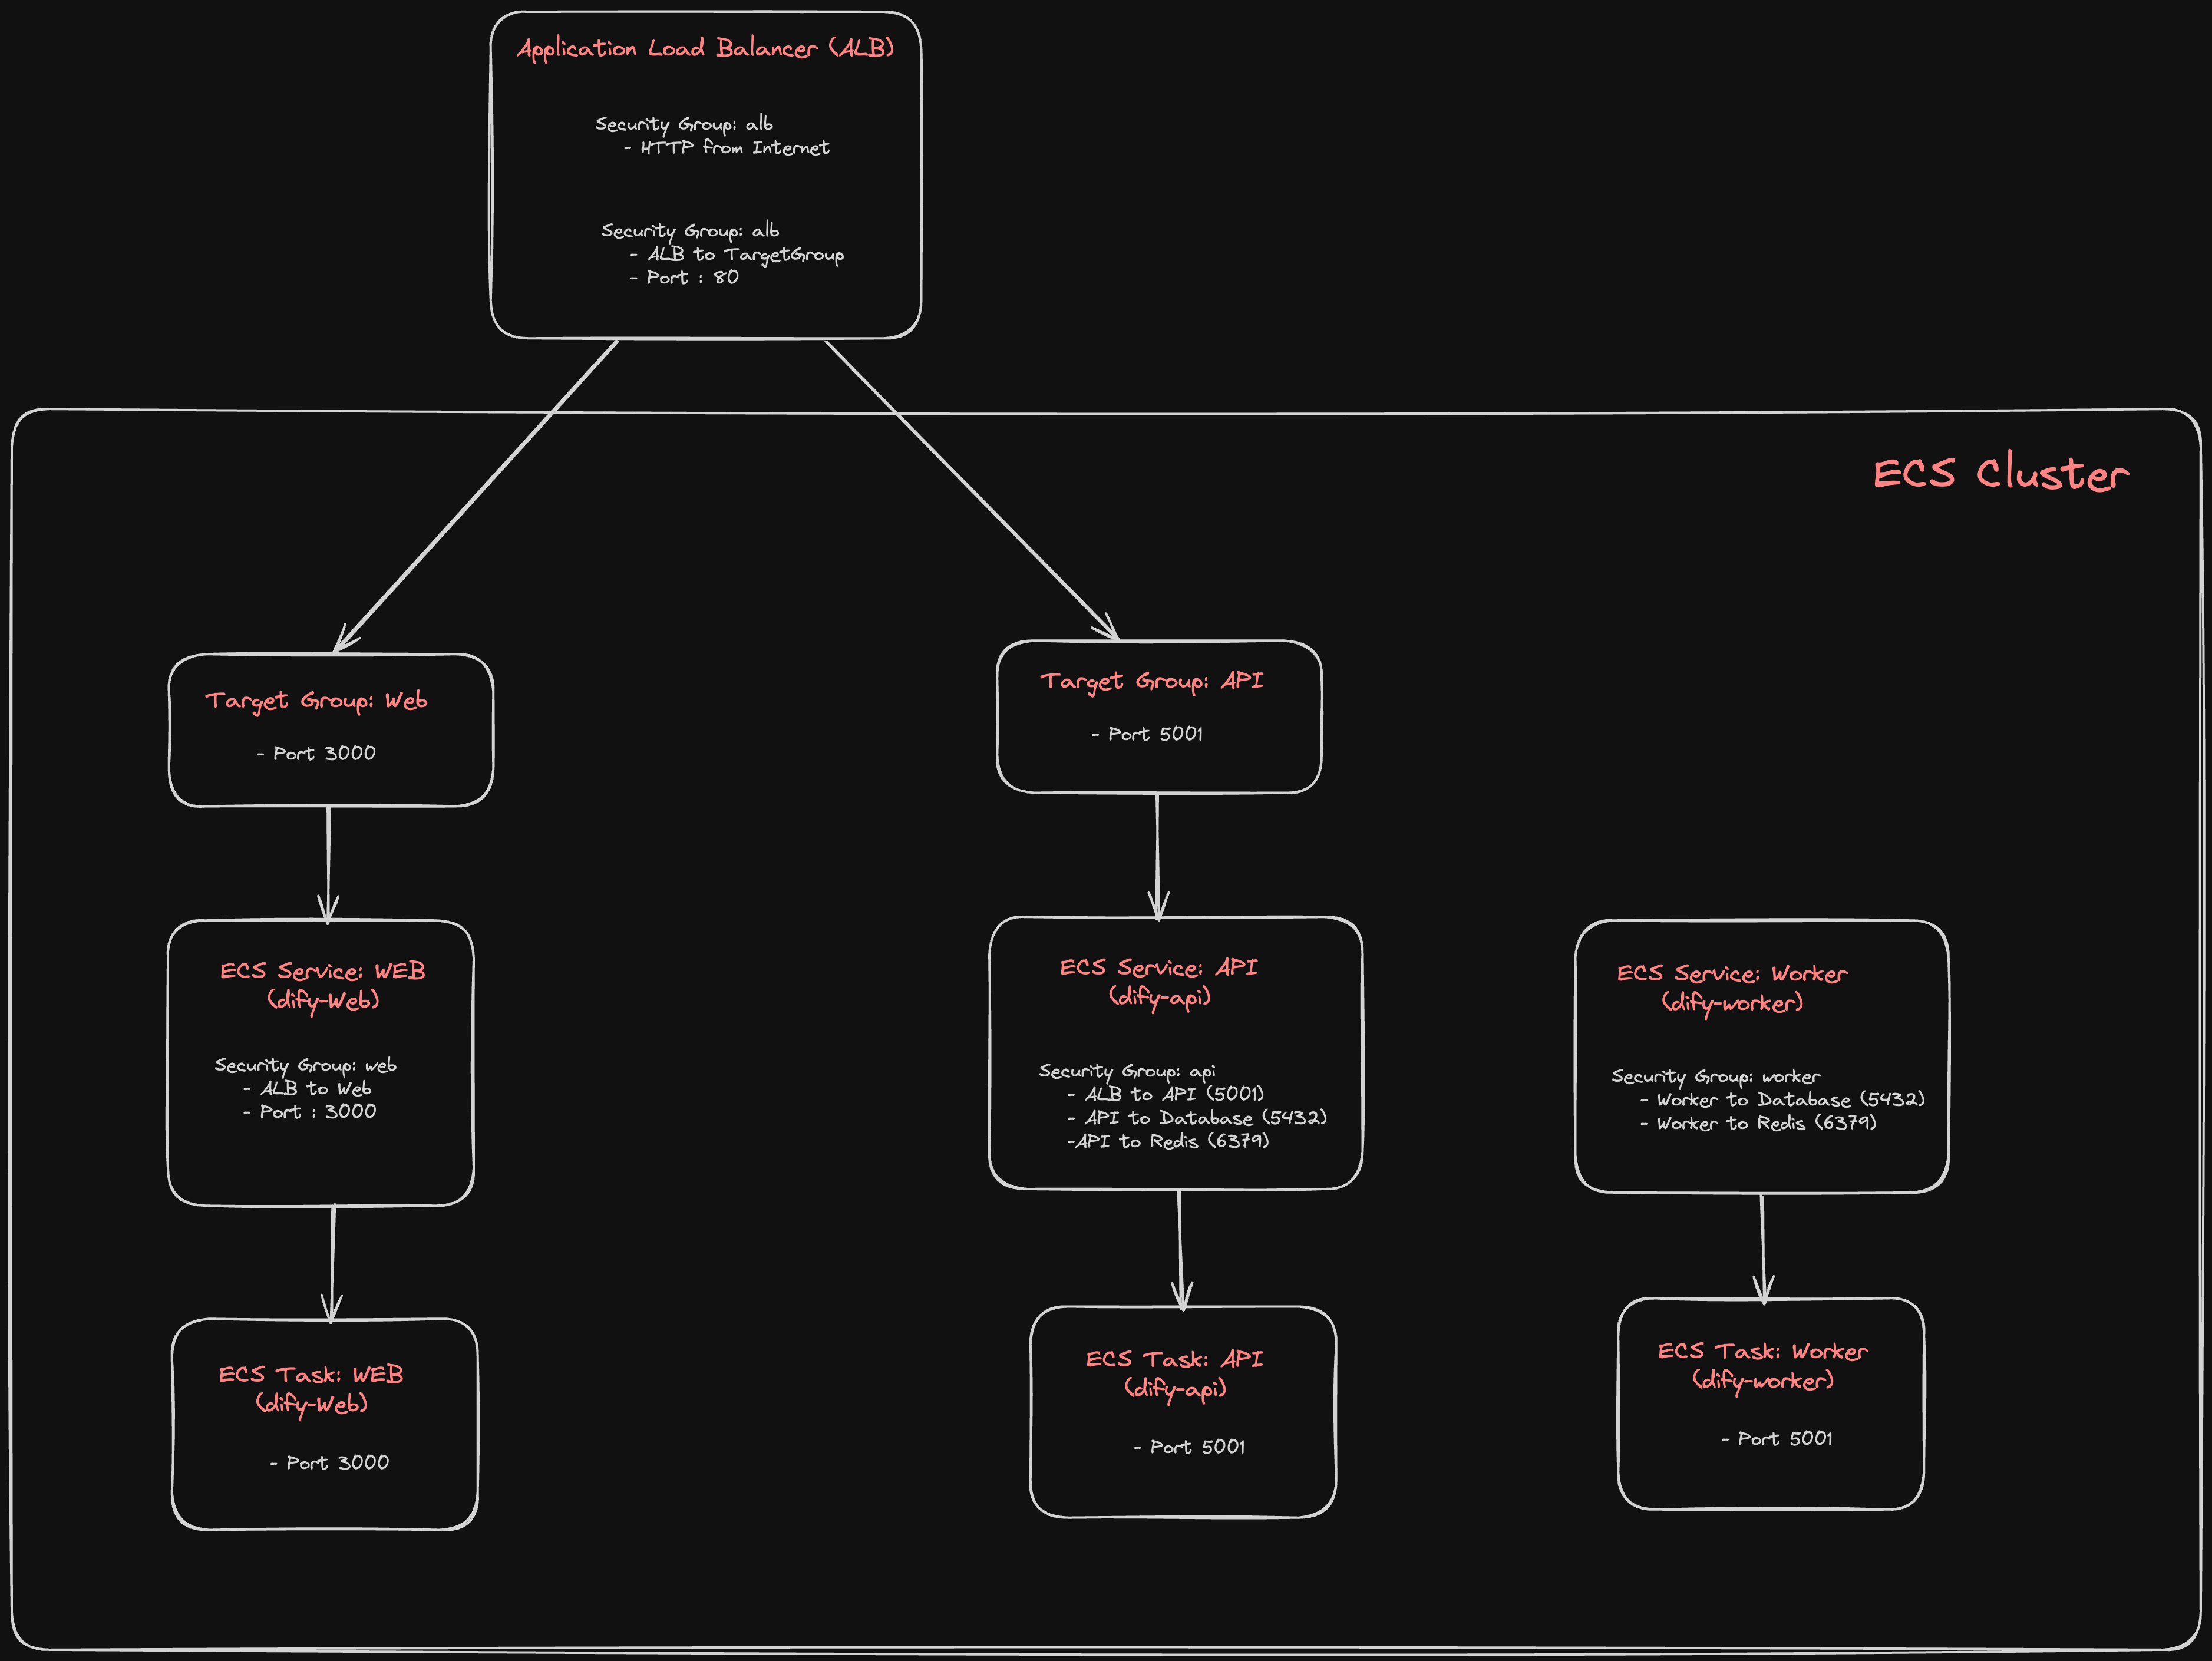 Application Load Balancer (ALB)
Security Group: alb
- HTTP from Internet
Security Group: alb
- ALB to TargetGroup
- Port : 80
ECS Cluster
Target Group: Web
- Port 3000
Target Group: API
- Port 5001
ECS Service: WEB
(dify-Web)
Security Group: web
- ALB to Web
- Port : 3000
ECS Service: API
(dify-api)
Security Group: api
- ALB to API (5001)
- API to Database (5432)
-API to Redis (6379)
ECS Service: Worker
(dify-worker)
Security Group: worker
- Worker to Database (5432)
- Worker to Redis (6379)
ECS Task: WEB
(dify-Web)
- Port 3000
ECS Task: API
(dify-api)
- Port 5001
ECS Task: Worker
(dify-worker)
- Port 5001